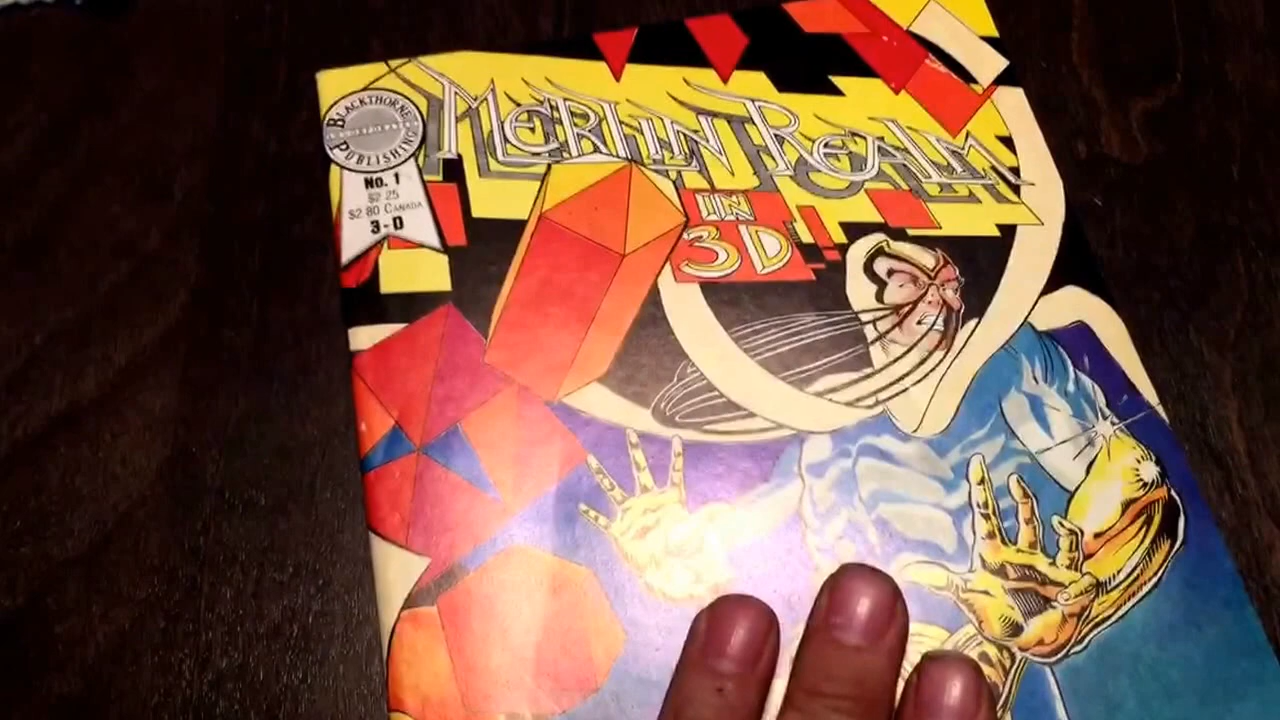 BLACKTHORNE
PUBLISHING
MERLIN REALM
IN
3D!!
No. 1
$2.25
$2.80 CANADA
3-D